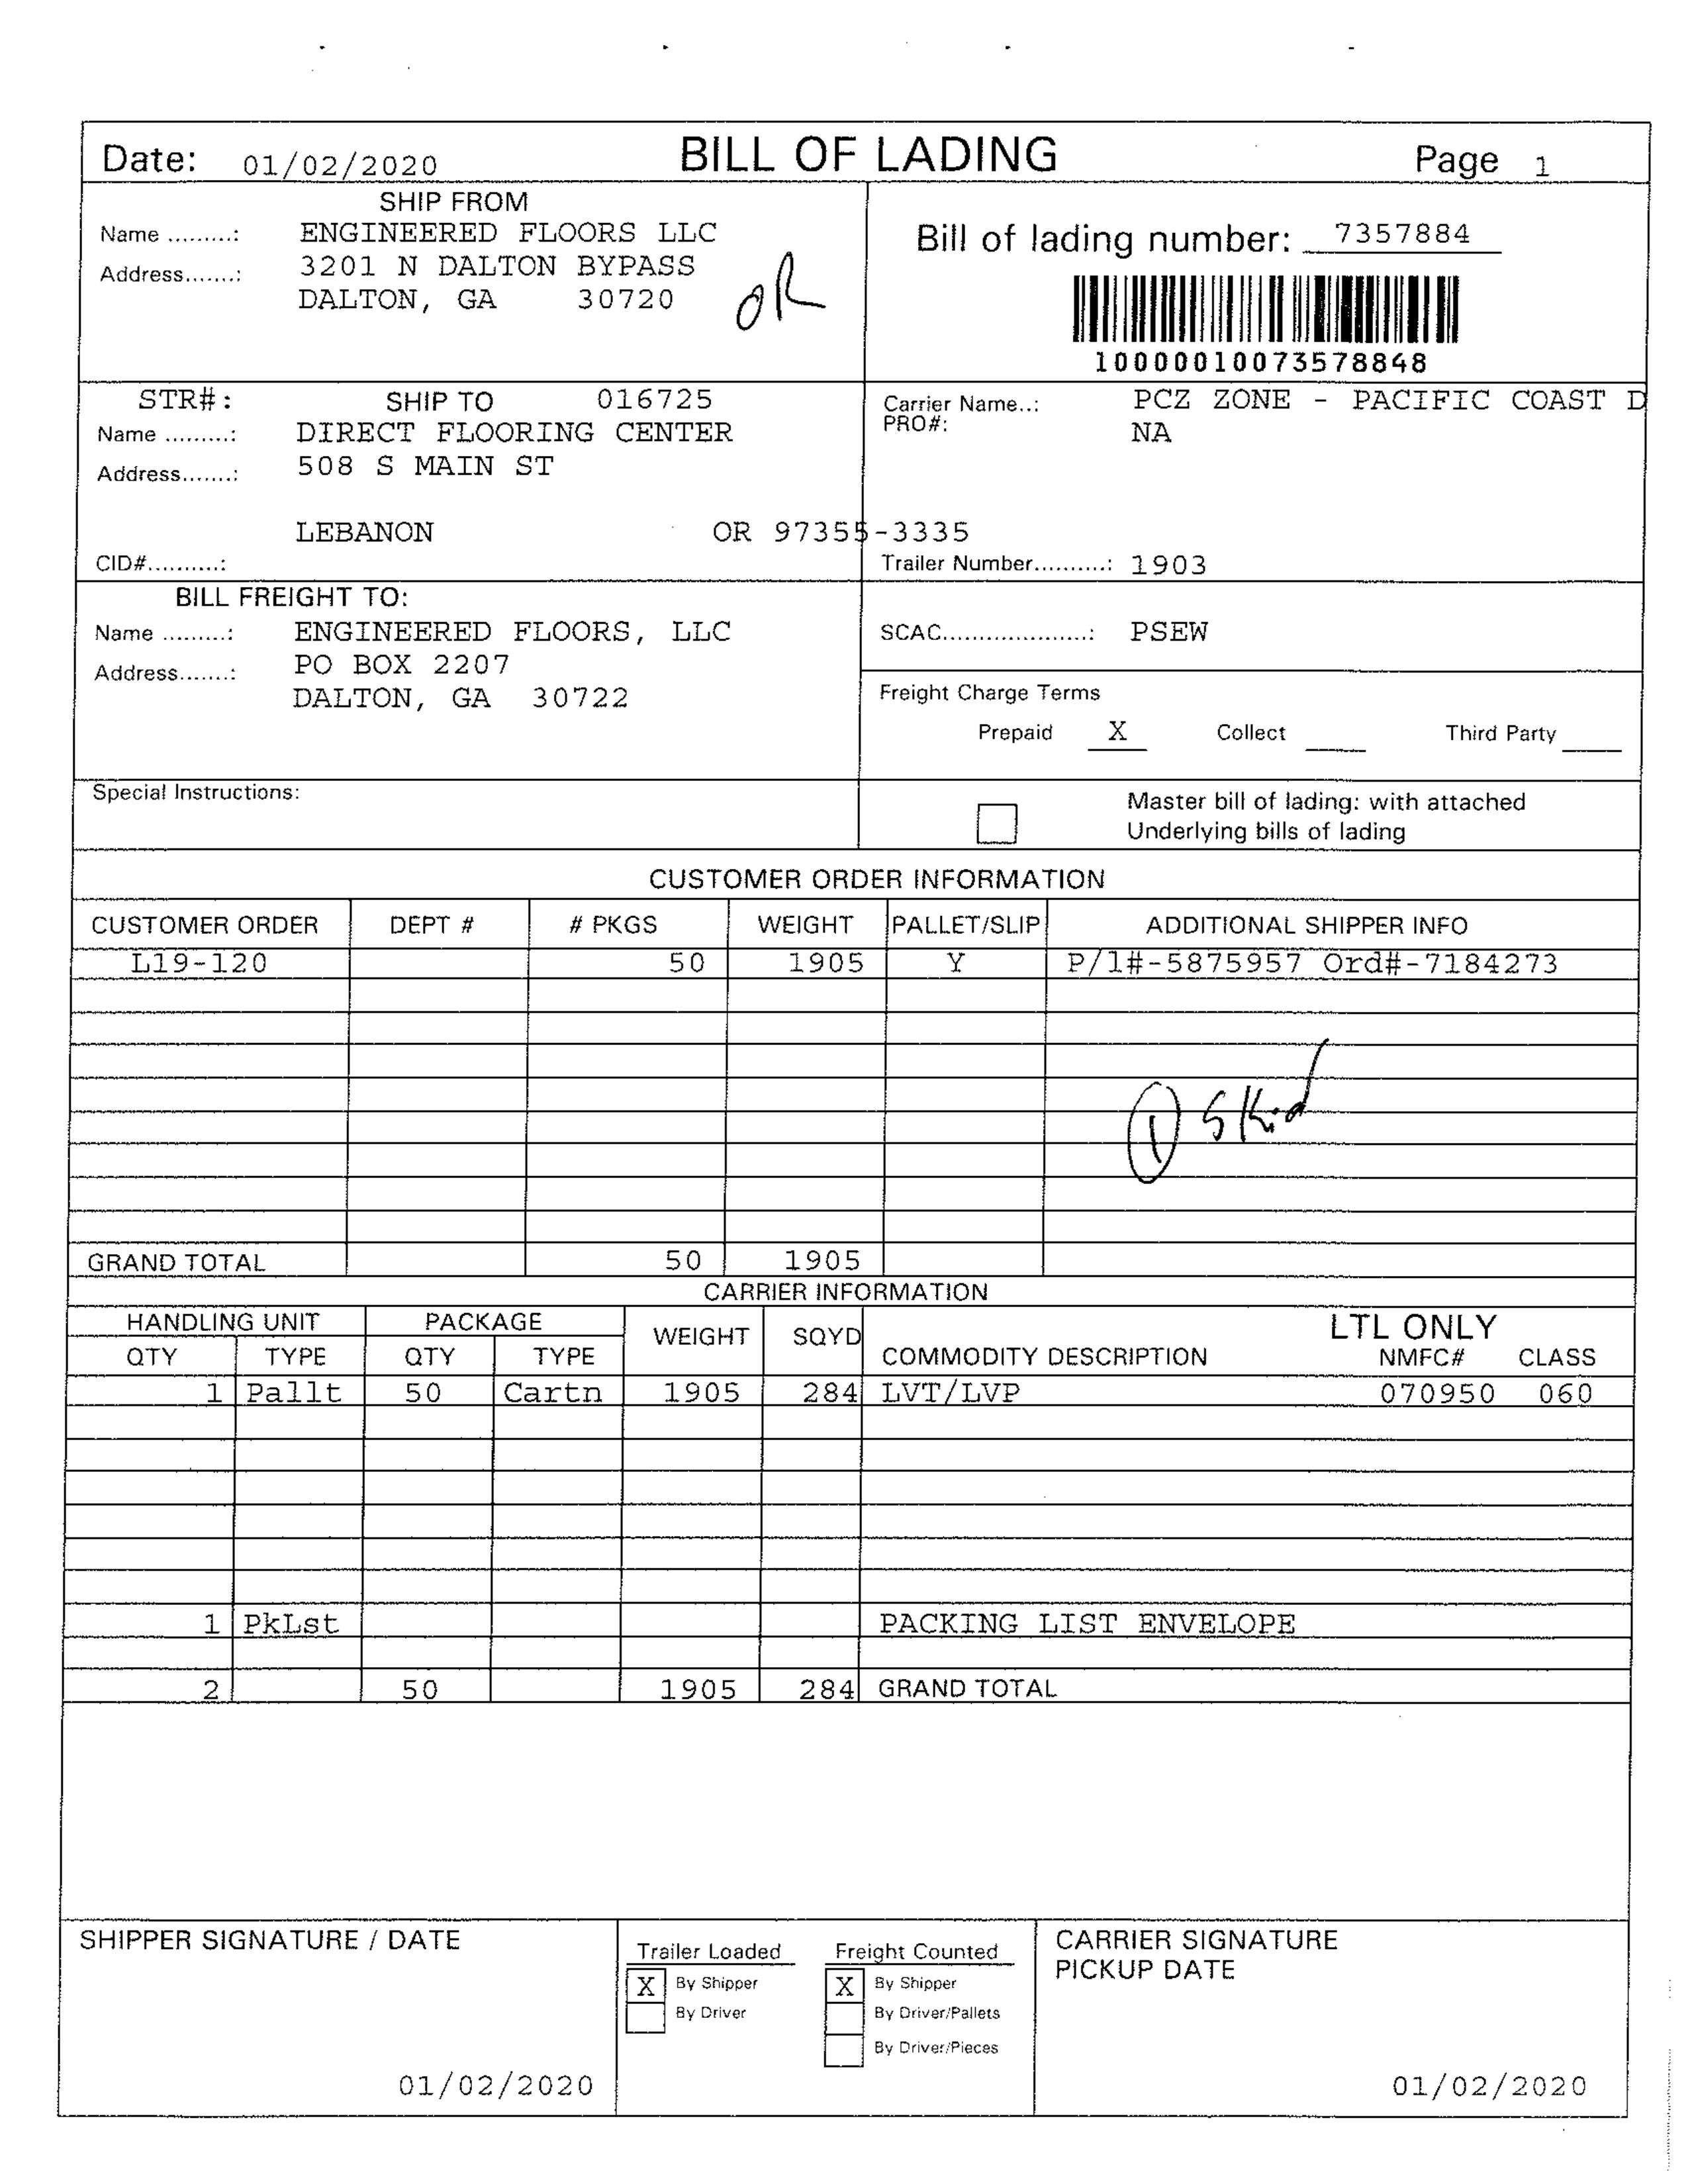 Date: 01/02/2020 BILL OF LADING Page 1
SHIP FROM
Name .........: ENGINEERED FLOORS LLC
Address.......: 3201 N DALTON BYPASS
DALTON, GA 30720
OR
Bill of lading number: 7357884
10000010073578848
STR#: SHIP TO 016725
Name .........: DIRECT FLOORING CENTER
Address.......: 508 S MAIN ST
LEBANON OR 97355-3335
CID#..........:
Carrier Name..: PCZ ZONE - PACIFIC COAST D
PRO#: NA
Trailer Number..........: 1903
BILL FREIGHT TO:
Name .........: ENGINEERED FLOORS, LLC
Address.......: PO BOX 2207
DALTON, GA 30722
SCAC....................: PSEW
Freight Charge Terms
Prepaid X Collect ____ Third Party ____
Special Instructions:
Master bill of lading: with attached
Underlying bills of lading
CUSTOMER ORDER INFORMATION
CUSTOMER ORDER DEPT # # PKGS WEIGHT PALLET/SLIP ADDITIONAL SHIPPER INFO
L19-120 50 1905 Y P/l#-5875957 Ord#-7184273
1 Skid
GRAND TOTAL 50 1905
CARRIER INFORMATION
HANDLING UNIT PACKAGE WEIGHT SQYD LTL ONLY
QTY TYPE QTY TYPE COMMODITY DESCRIPTION NMFC# CLASS
1 Pallt 50 Cartn 1905 284 LVT/LVP 070950 060
1 PkLst PACKING LIST ENVELOPE
2 50 1905 284 GRAND TOTAL
SHIPPER SIGNATURE / DATE
01/02/2020
Trailer Loaded
X By Shipper
By Driver
Freight Counted
X By Shipper
By Driver/Pallets
By Driver/Pieces
CARRIER SIGNATURE
PICKUP DATE
01/02/2020